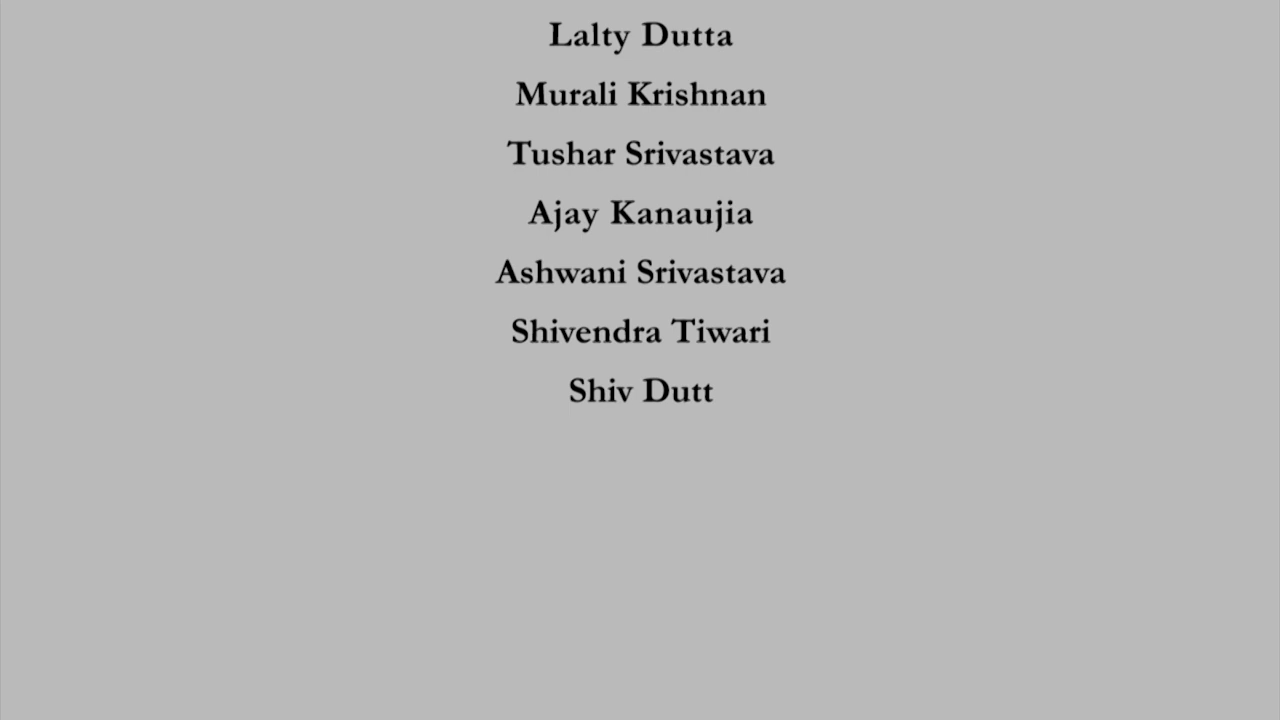 Lalty Dutta
Murali Krishnan
Tushar Srivastava
Ajay Kanaujia
Ashwani Srivastava
Shivendra Tiwari
Shiv Dutt